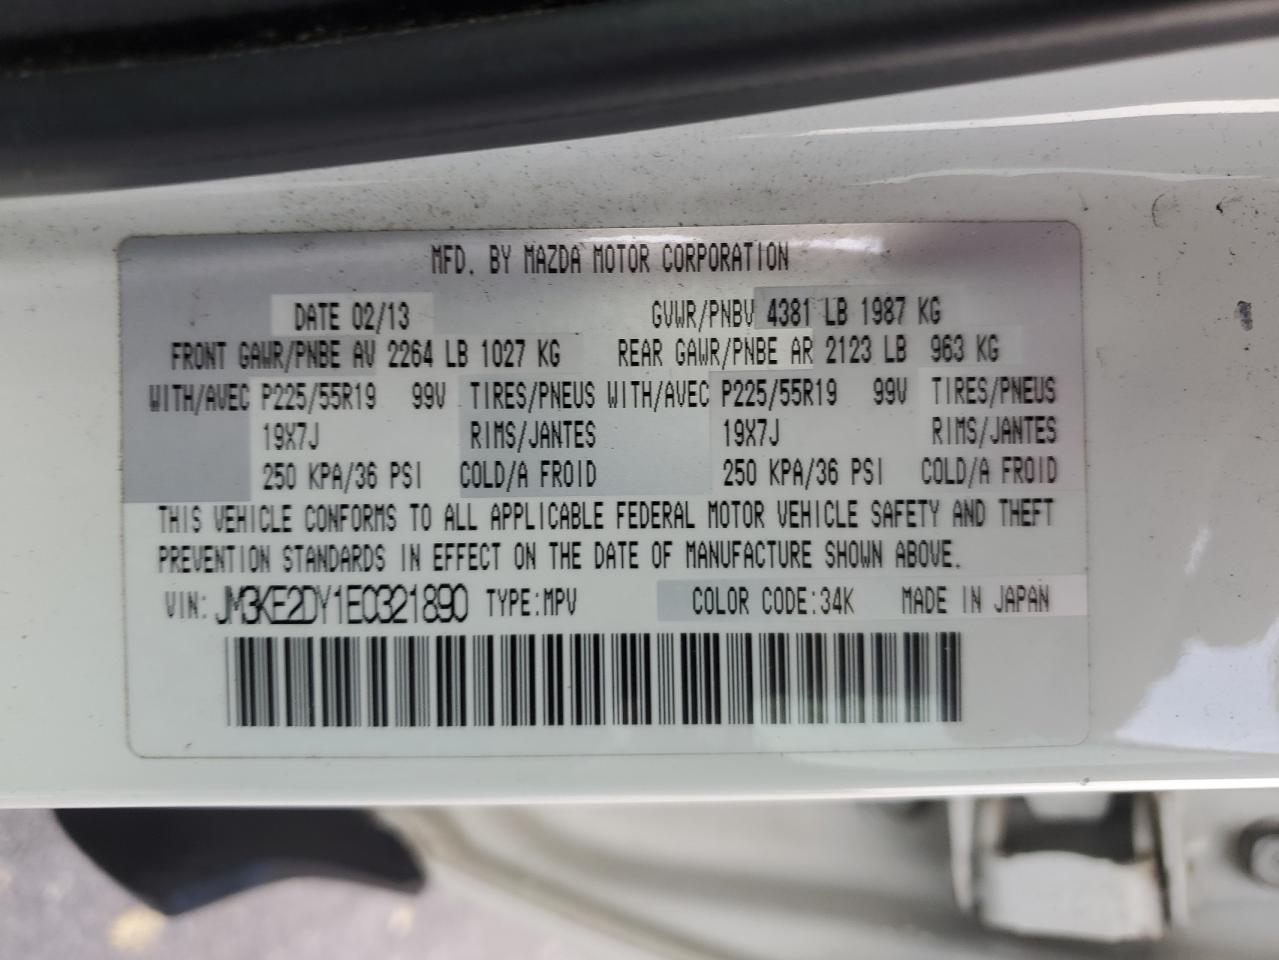 MFD. BY MAZDA MOTOR CORPORATION
DATE 02/13 GVWR/PNBV 4381 LB 1987 KG
FRONT GAWR/PNBE AV 2264 LB 1027 KG REAR GAWR/PNBE AR 2123 LB 963 KG
WITH/AVEC P225/55R19 99V TIRES/PNEUS WITH/AVEC P225/55R19 99V TIRES/PNEUS
19X7J RIMS/JANTES 19X7J RIMS/JANTES
250 KPA/36 PSI COLD/A FROID 250 KPA/36 PSI COLD/A FROID
THIS VEHICLE CONFORMS TO ALL APPLICABLE FEDERAL MOTOR VEHICLE SAFETY AND THEFT
PREVENTION STANDARDS IN EFFECT ON THE DATE OF MANUFACTURE SHOWN ABOVE.
VIN: JM3KE2DY1E0321890 TYPE:MPV COLOR CODE:34K MADE IN JAPAN